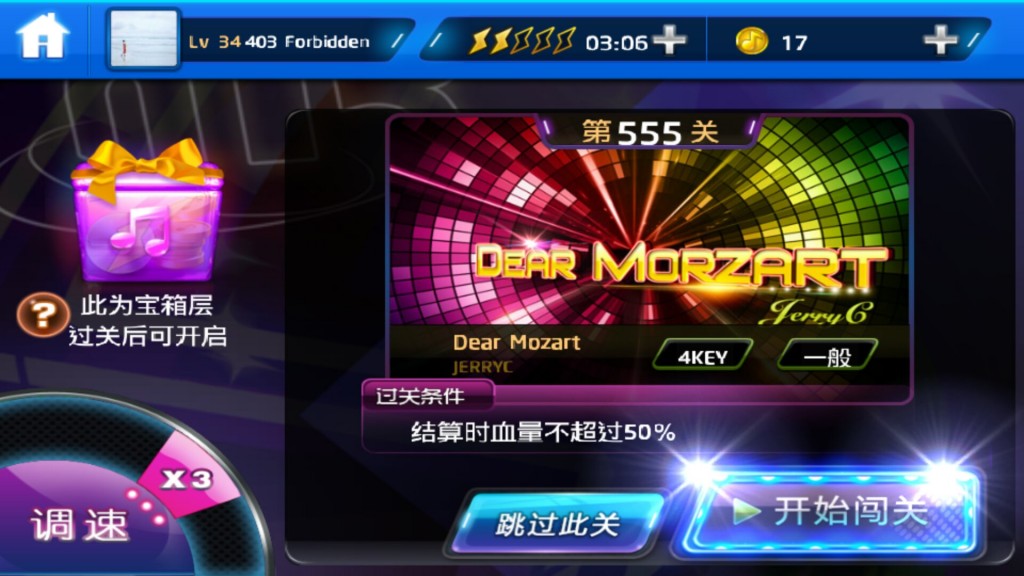 Lv 34 403 Forbidden
03:06
17
第555关
DEAR MORZART
Jerry C
Dear Mozart
JERRYC
4KEY
一般
?
此为宝箱层
过关后可开启
过关条件
结算时血量不超过50%
X3
调速
跳过此关
开始闯关